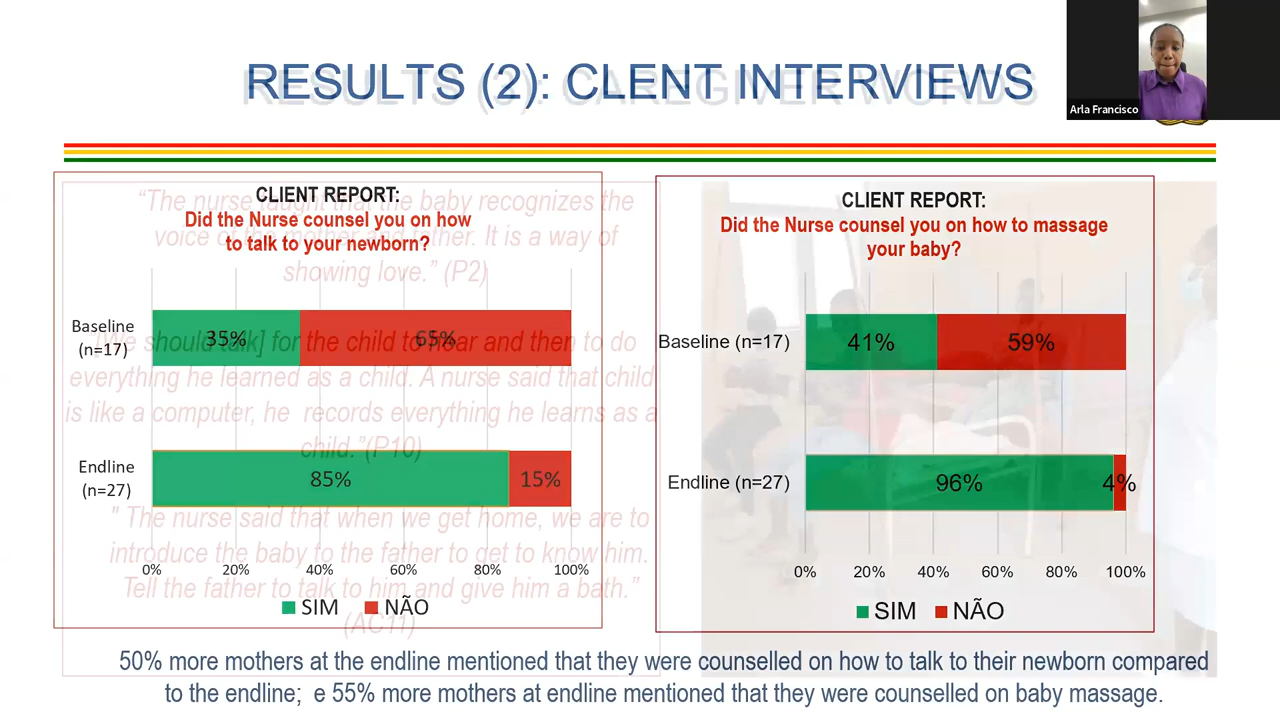 RESULTS (2): CLENT INTERVIEWS
CAREGIVER WORDS
Arla Francisco
CLIENT REPORT:
Did the Nurse counsel you on how
to talk to your newborn?
Baseline
(n=17)
35%
65%
Endline
(n=27)
85%
15%
0%
20%
40%
60%
80%
100%
SIM
NÃO
CLIENT REPORT:
Did the Nurse counsel you on how to massage
your baby?
Baseline (n=17)
41%
59%
Endline (n=27)
96%
4%
0%
20%
40%
60%
80%
100%
SIM
NÃO
“The nurse taught that the baby recognizes the
voice of the mother and father. It is a way of
showing love.” (P2)
should talk] for the child to hear and then to do
everything he learned as a child. A nurse said that child
is like a computer, he records everything he learns as a
child.”(P10)
" The nurse said that when we get home, we are to
introduce the baby to the father to get to know him.
Tell the father to talk to him and give him a bath.”
(AC11)
50% more mothers at the endline mentioned that they were counselled on how to talk to their newborn compared
to the endline; e 55% more mothers at endline mentioned that they were counselled on baby massage.